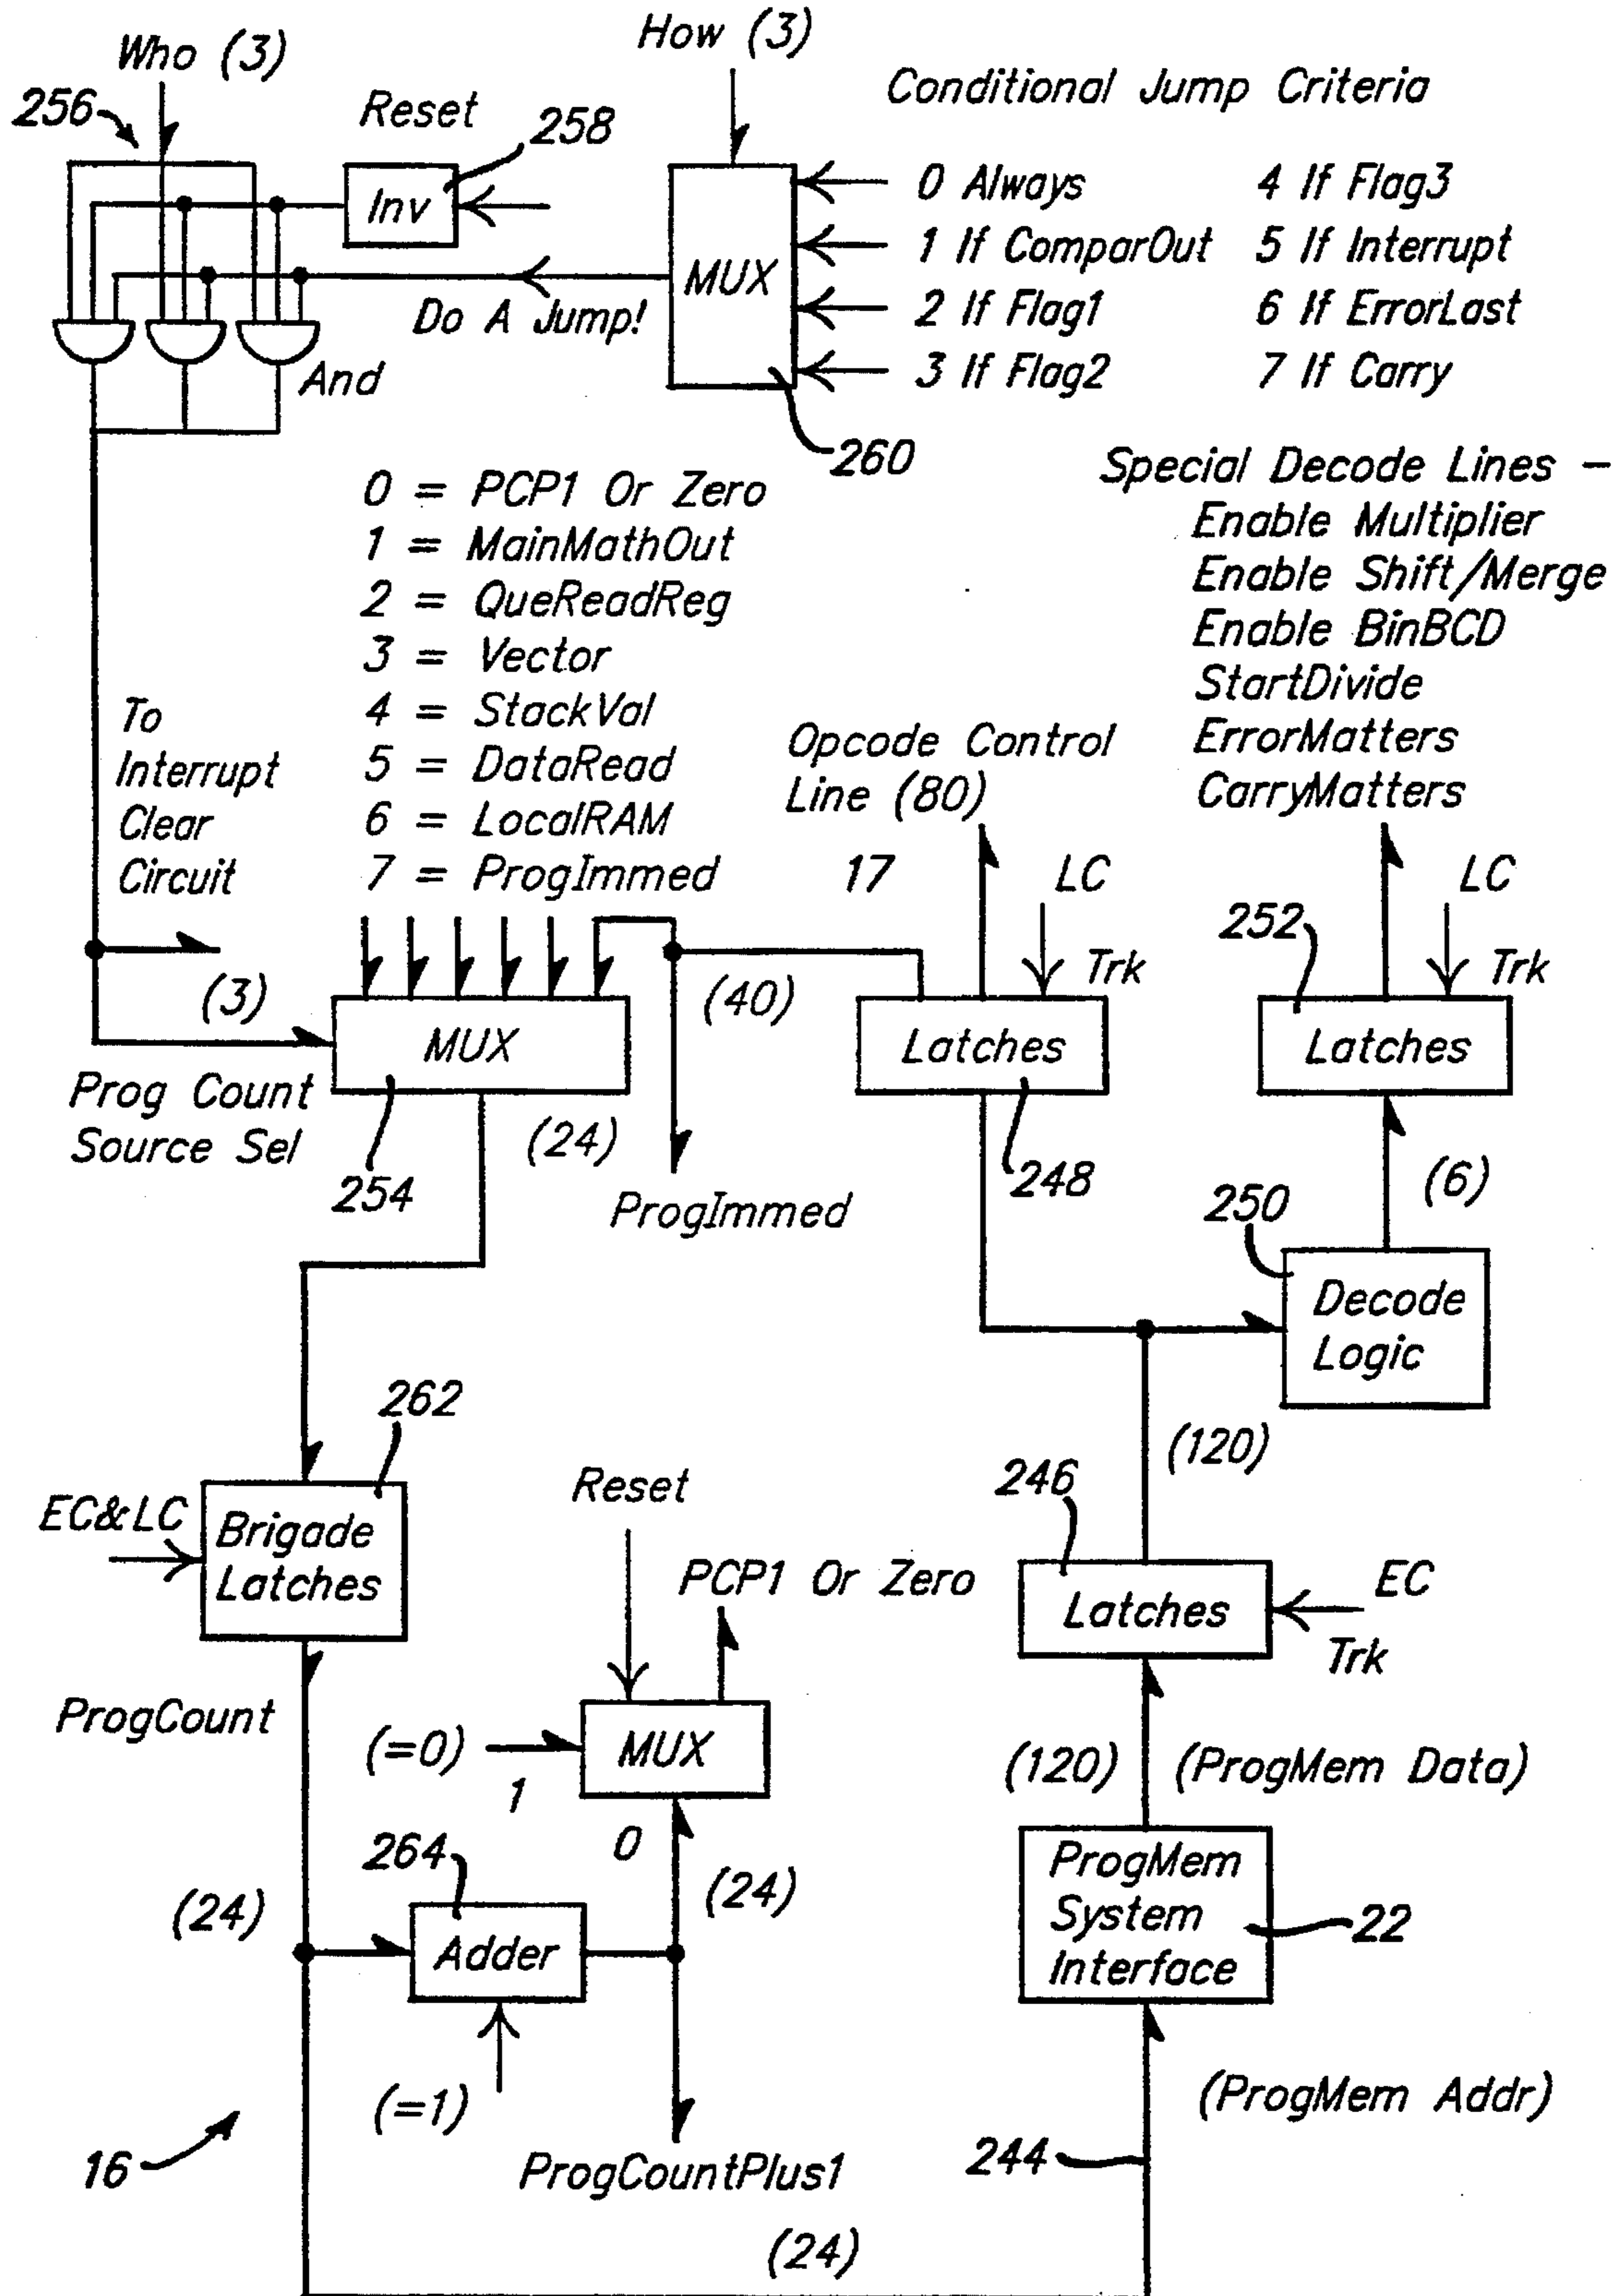 Who (3)
How (3)
256
Reset
258
Conditional Jump Criteria
Inv
MUX
0 Always
4 If Flag3
1 If ComparOut
5 If Interrupt
2 If Flag1
6 If ErrorLast
3 If Flag2
7 If Carry
Do A Jump!
And
260
0 = PCP1 Or Zero
1 = MainMathOut
2 = QueReadReg
3 = Vector
4 = StackVal
5 = DataRead
6 = LocalRAM
7 = ProgImmed
Special Decode Lines –
Enable Multiplier
Enable Shift/Merge
Enable BinBCD
StartDivide
ErrorMatters
CarryMatters
To
Interrupt
Clear
Circuit
Opcode Control
Line (80)
17
LC
Trk
252
LC
Trk
(3)
(40)
MUX
Latches
Latches
Prog Count
Source Sel
254
(24)
ProgImmed
248
250
(6)
Decode
Logic
262
(120)
EC&LC
Brigade
Latches
Reset
PCP1 Or Zero
246
Latches
EC
Trk
ProgCount
(=0)
1
MUX
0
(120)
(ProgMem Data)
264
(24)
(24)
Adder
ProgMem
System
Interface
22
(=1)
(ProgMem Addr)
16
ProgCountPlus1
244
(24)